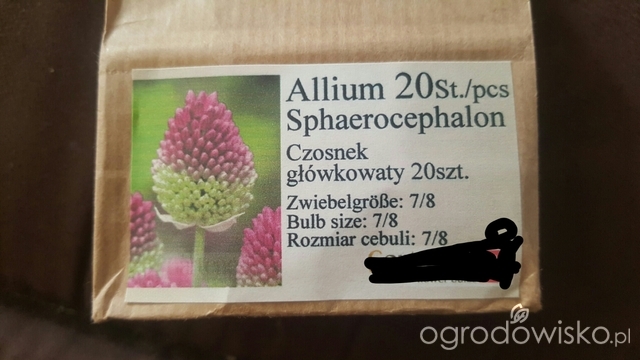 Allium 20St./pcs
Sphaerocephalon
Czosnek
główkowaty 20szt.
Zwiebelgröße: 7/8
Bulb size: 7/8
Rozmiar cebuli: 7/8
ogrodowisko.pl